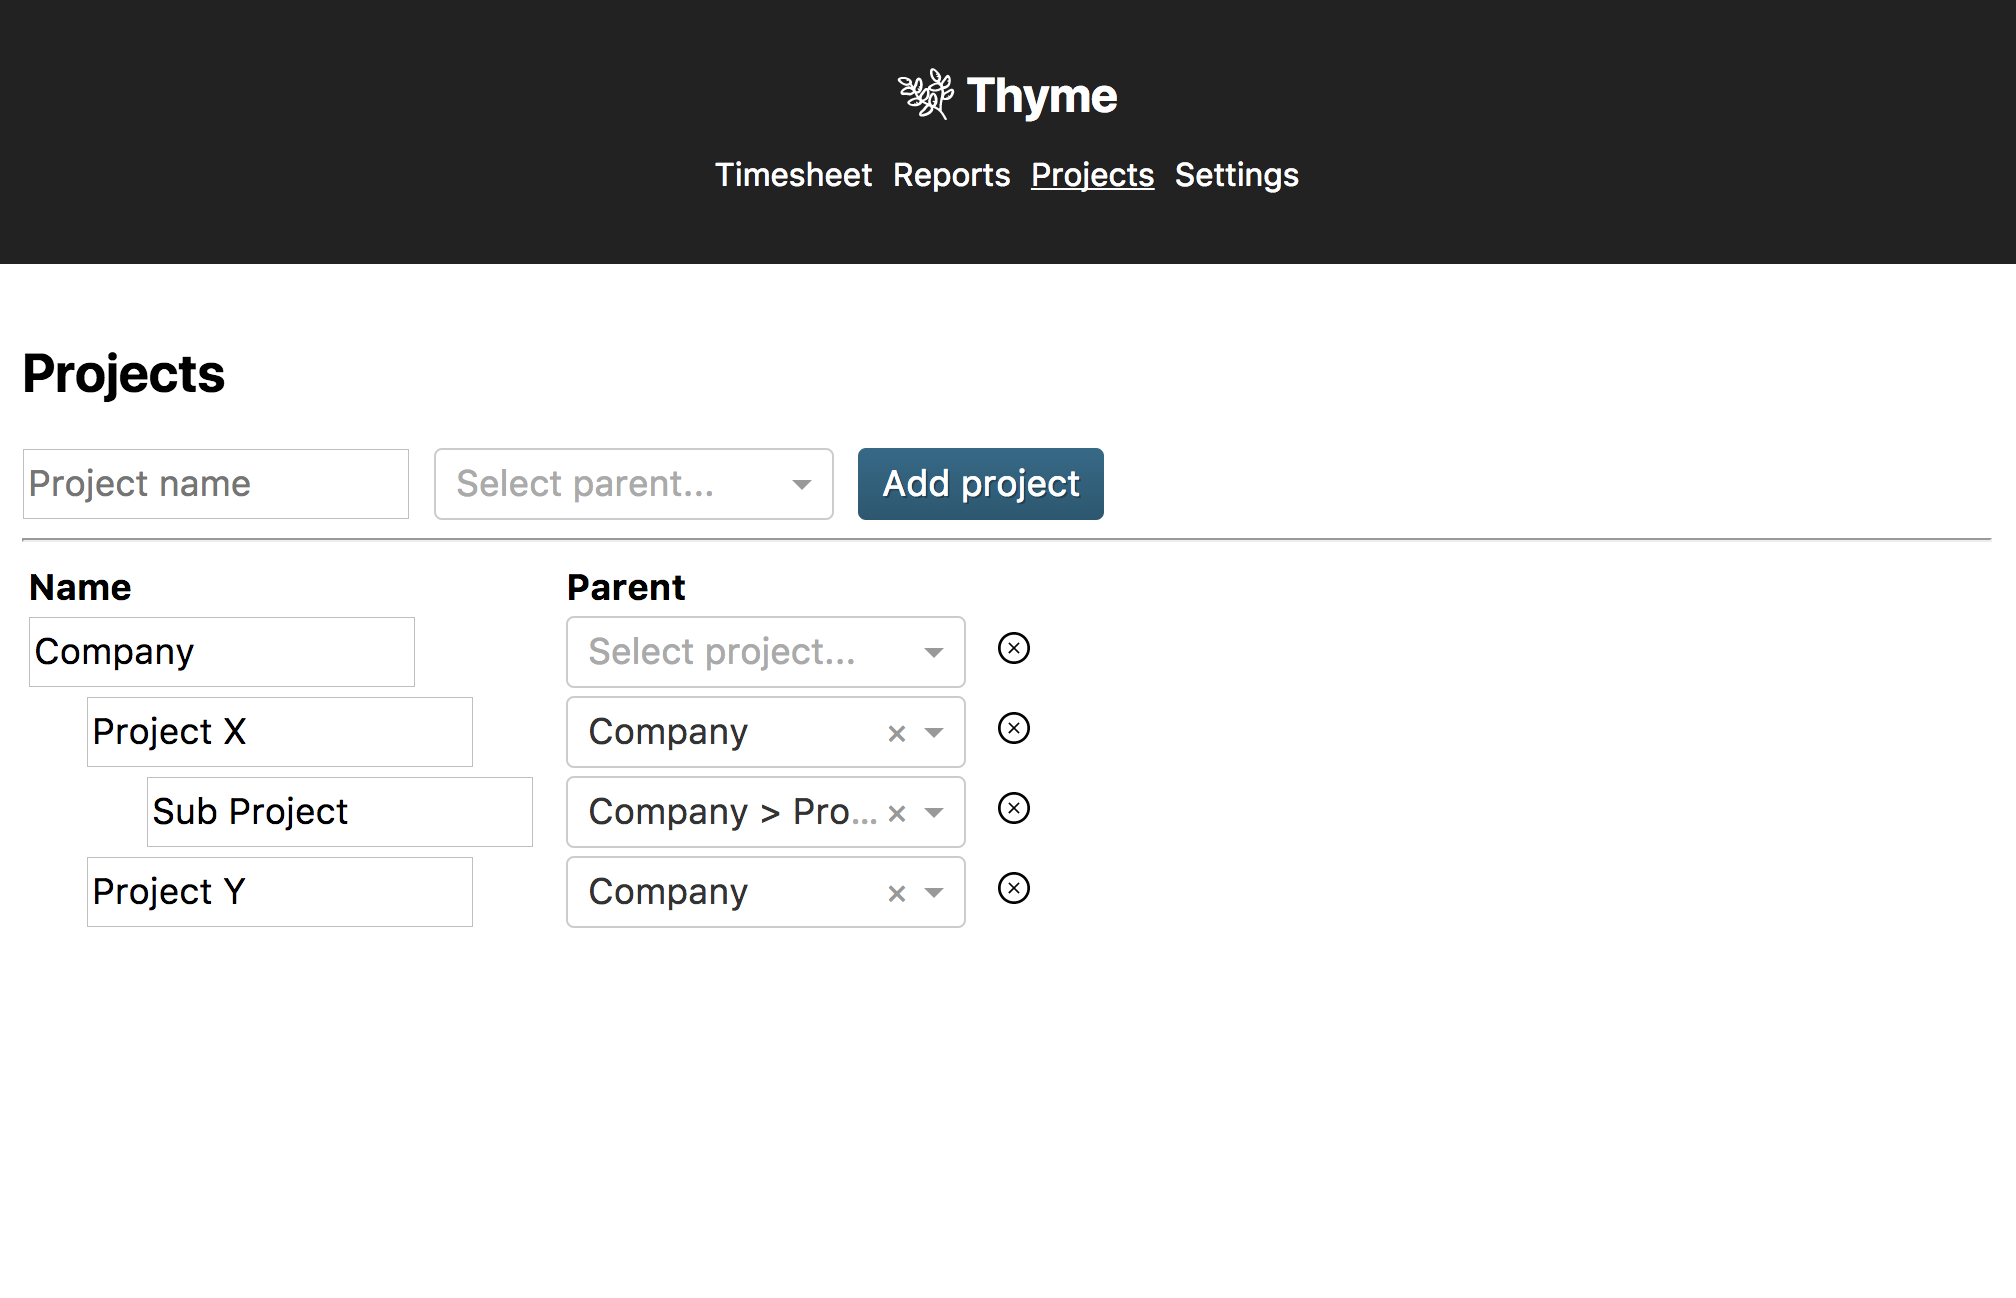 Thyme
Timesheet Reports Projects Settings
Projects
Project name Select parent... Add project
Name Parent
Company Select project...
Project X Company ×
Sub Project Company > Pro... ×
Project Y Company ×